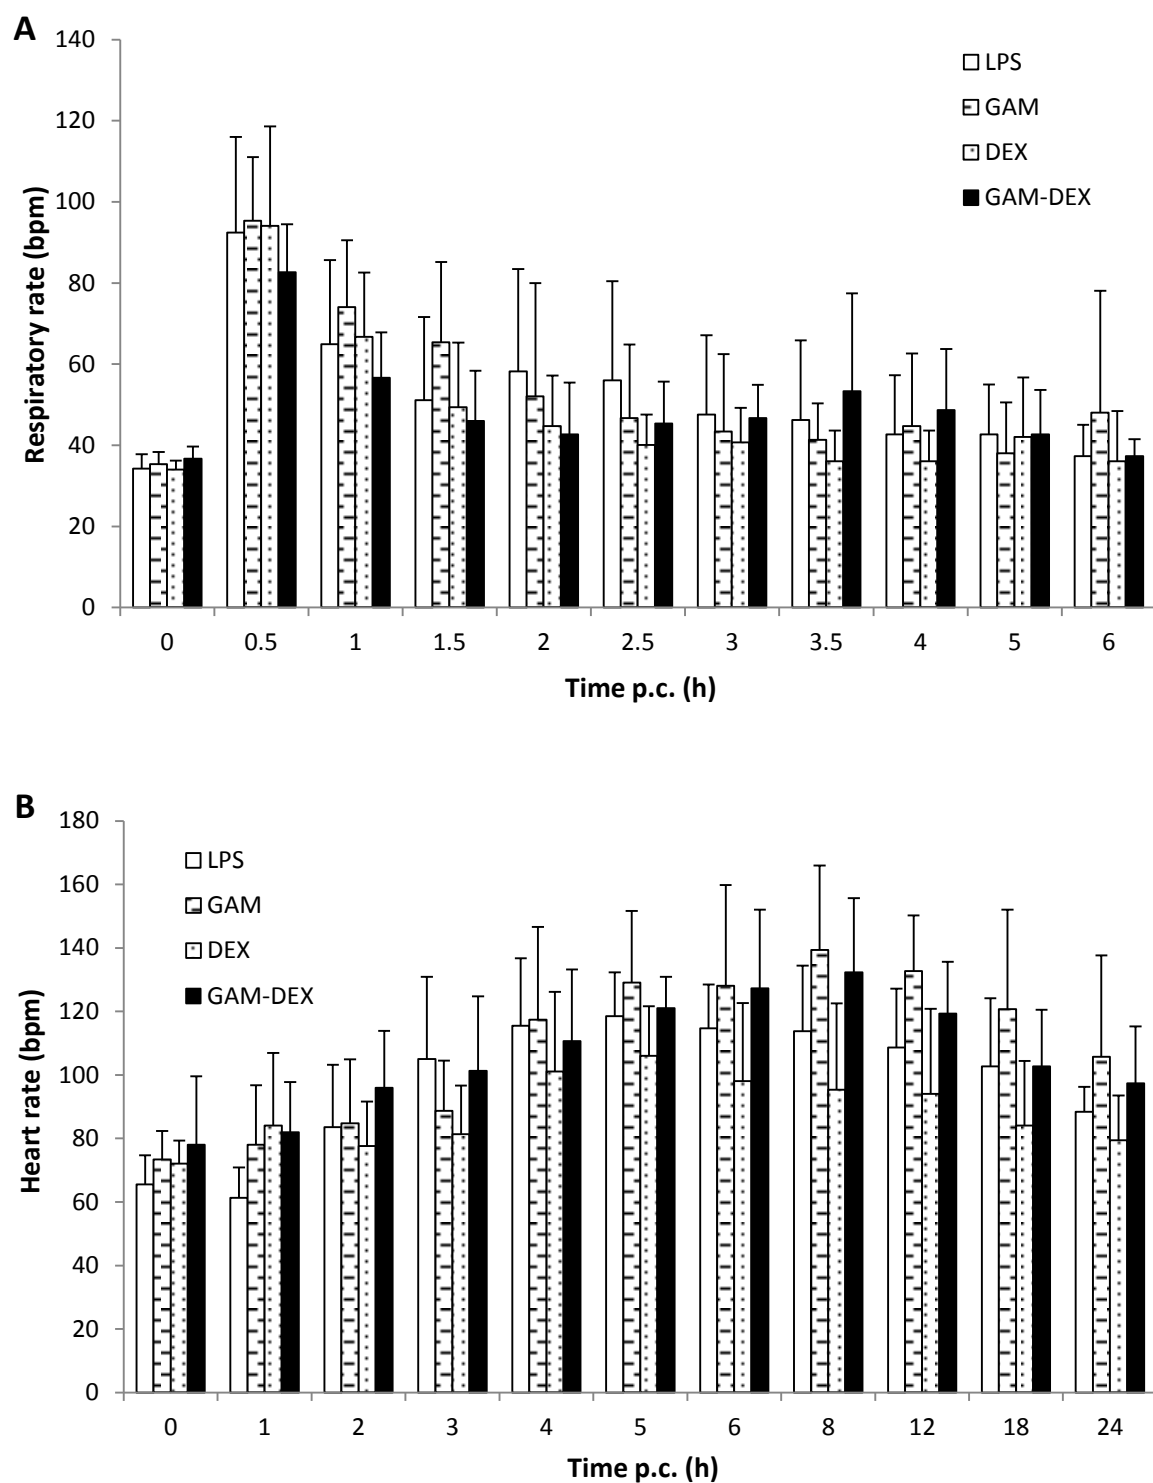 A
140
120
100
80
60
40
20
0
Respiratory rate (bpm)
LPS
GAM
DEX
GAM-DEX
0 0.5 1 1.5 2 2.5 3 3.5 4 5 6
Time p.c. (h)
B
180
160
140
120
100
80
60
40
20
0
Heart rate (bpm)
LPS
GAM
DEX
GAM-DEX
0 1 2 3 4 5 6 8 12 18 24
Time p.c. (h)